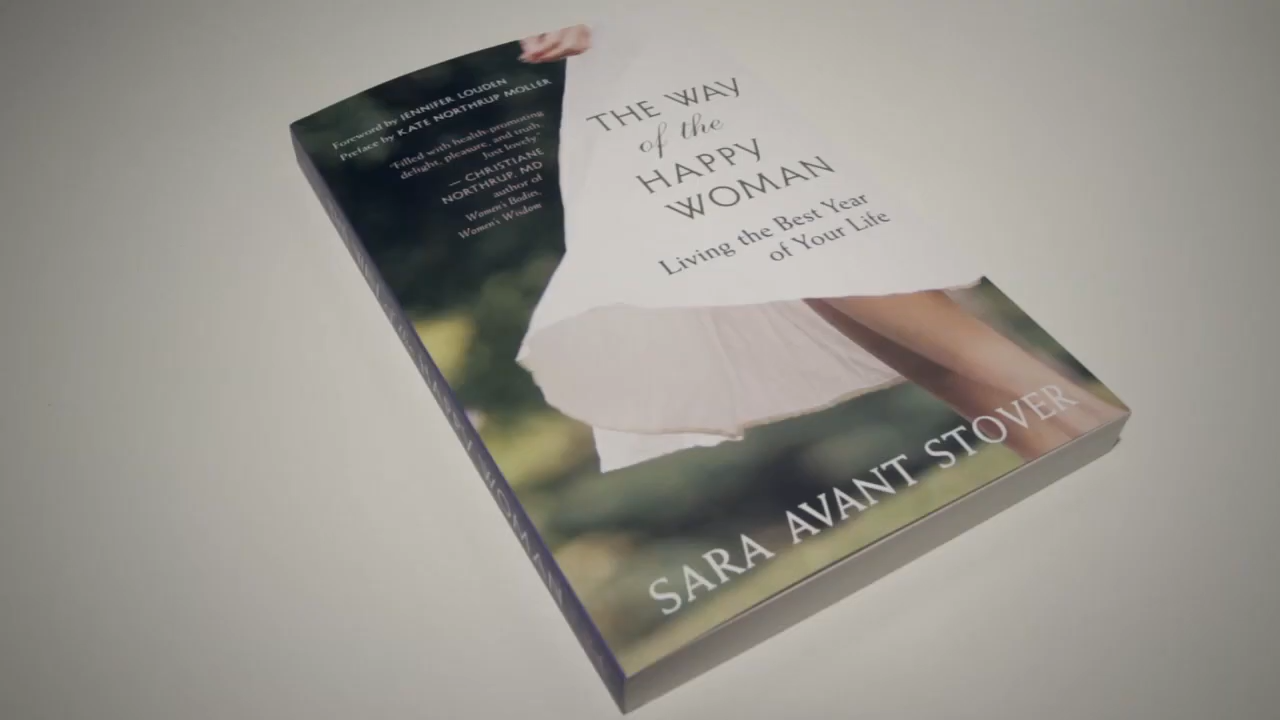 Foreword by JENNIFER LOUDEN
Preface by KATE NORTHRUP MOLLER
"Filled with health-promoting
delight, pleasure, and truth.
Just lovely."
— CHRISTIANE
NORTHRUP, MD
author of
Women's Bodies,
Women's Wisdom
THE WAY
of the
HAPPY
WOMAN
Living the Best Year
of Your Life
SARA AVANT STOVER